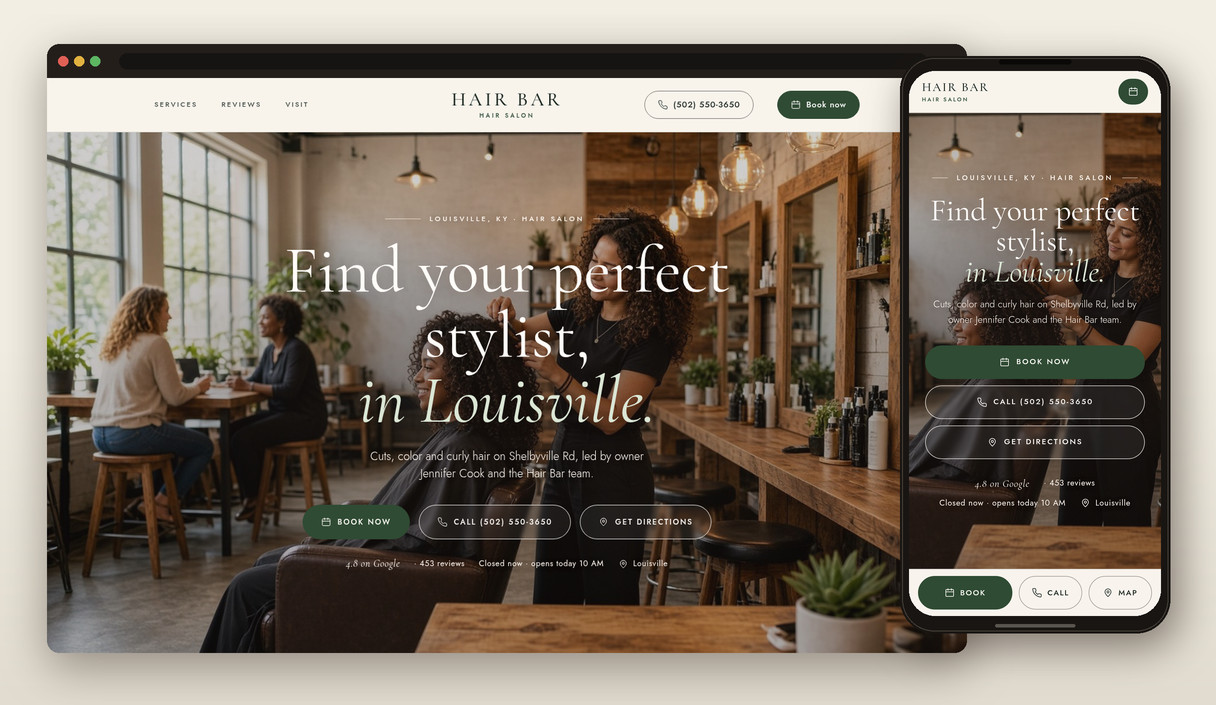 SERVICES
REVIEWS
VISIT
HAIR BAR
HAIR SALON
(502) 550-3650
Book now
LOUISVILLE, KY · HAIR SALON
Find your perfect
stylist,
in Louisville.
Cuts, color and curly hair on Shelbyville Rd, led by owner
Jennifer Cook and the Hair Bar team.
BOOK NOW
CALL (502) 550-3650
GET DIRECTIONS
4.8 on Google · 453 reviews Closed now · opens today 10 AM Louisville
HAIR BAR
HAIR SALON
LOUISVILLE, KY · HAIR SALON
Find your perfect
stylist,
in Louisville.
Cuts, color and curly hair on Shelbyville Rd, led by
owner Jennifer Cook and the Hair Bar team.
BOOK NOW
CALL (502) 550-3650
GET DIRECTIONS
4.8 on Google · 453 reviews
Closed now · opens today 10 AM Louisville
BOOK
CALL
MAP